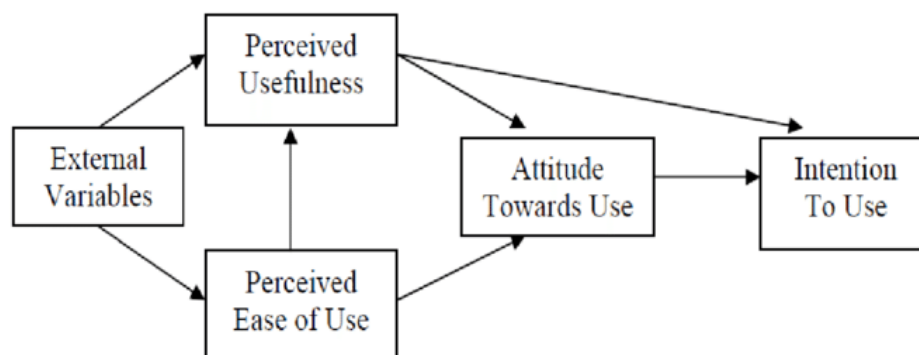 Perceived
Usefulness
External
Variables
Attitude
Towards Use
Intention
To Use
Perceived
Ease of Use